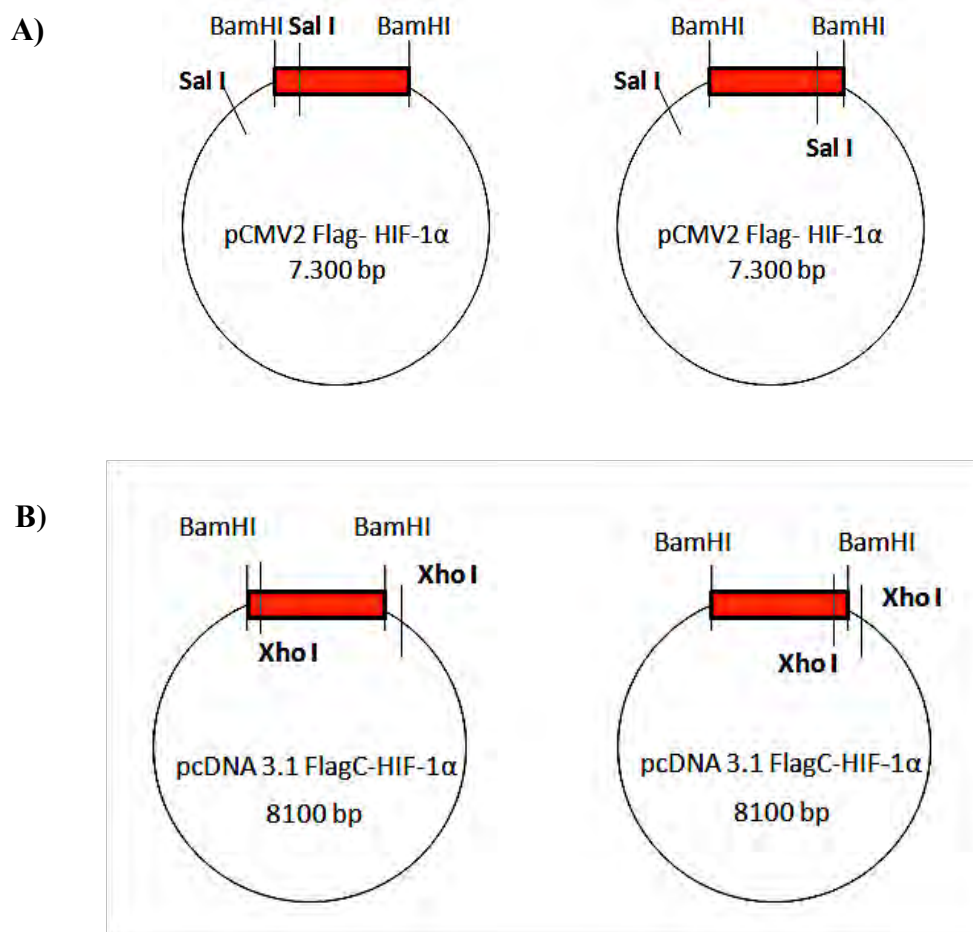 A)
BamHI Sal I BamHI
Sal I
pCMV2 Flag- HIF-1α
7.300 bp
BamHI BamHI
Sal I
Sal I
pCMV2 Flag- HIF-1α
7.300 bp
B)
BamHI BamHI
Xho I
Xho I
pcDNA 3.1 FlagC-HIF-1α
8100 bp
BamHI BamHI
Xho I
Xho I
pcDNA 3.1 FlagC-HIF-1α
8100 bp